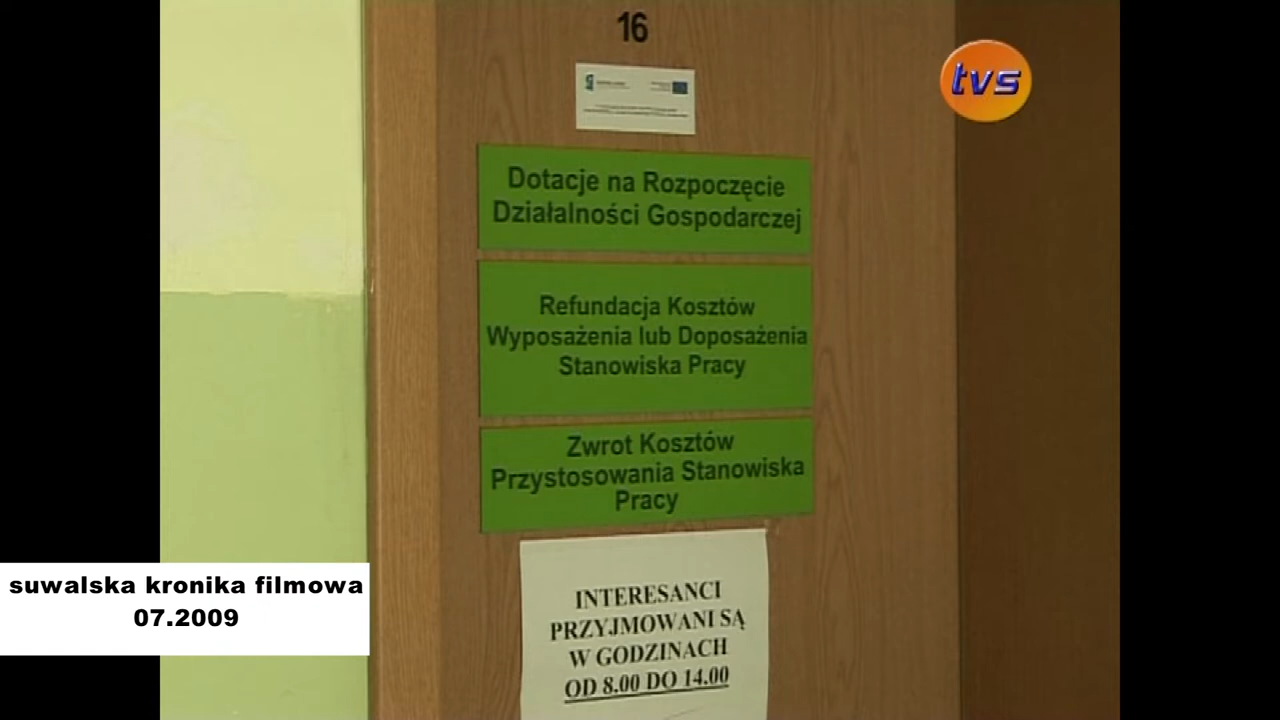 16
tvs
Dotacje na Rozpoczęcie
Działalności Gospodarczej
Refundacja Kosztów
Wyposażenia lub Doposażenia
Stanowiska Pracy
Zwrot Kosztów
Przystosowania Stanowiska
Pracy
INTERESANCI
PRZYJMOWANI SĄ
W GODZINACH
OD 8.00 DO 14.00
suwalska kronika filmowa
07.2009